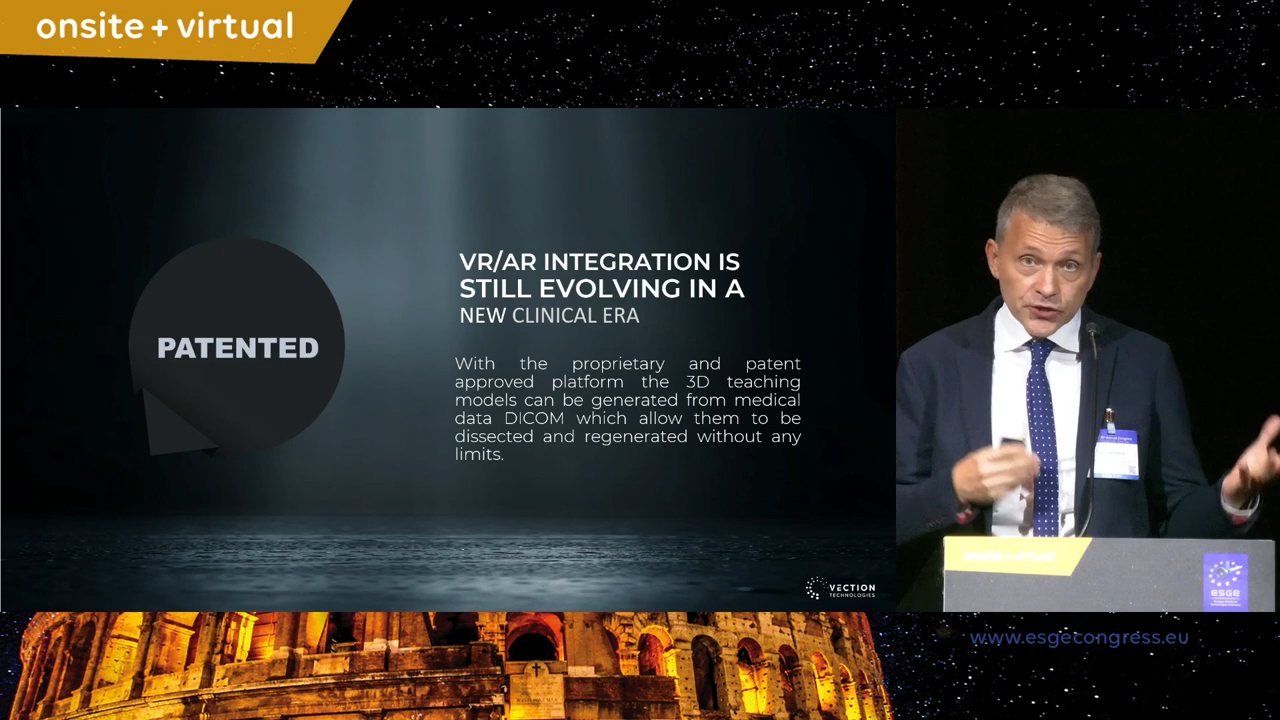 onsite + virtual
PATENTED
VR/AR INTEGRATION IS
STILL EVOLVING IN A
NEW CLINICAL ERA
With the proprietary and patent
approved platform the 3D teaching
models can be generated from medical
data DICOM which allow them to be
dissected and regenerated without any
limits.
VECTION
TECHNOLOGIES
onsite + virtual
ESGE
www.esgecongress.eu